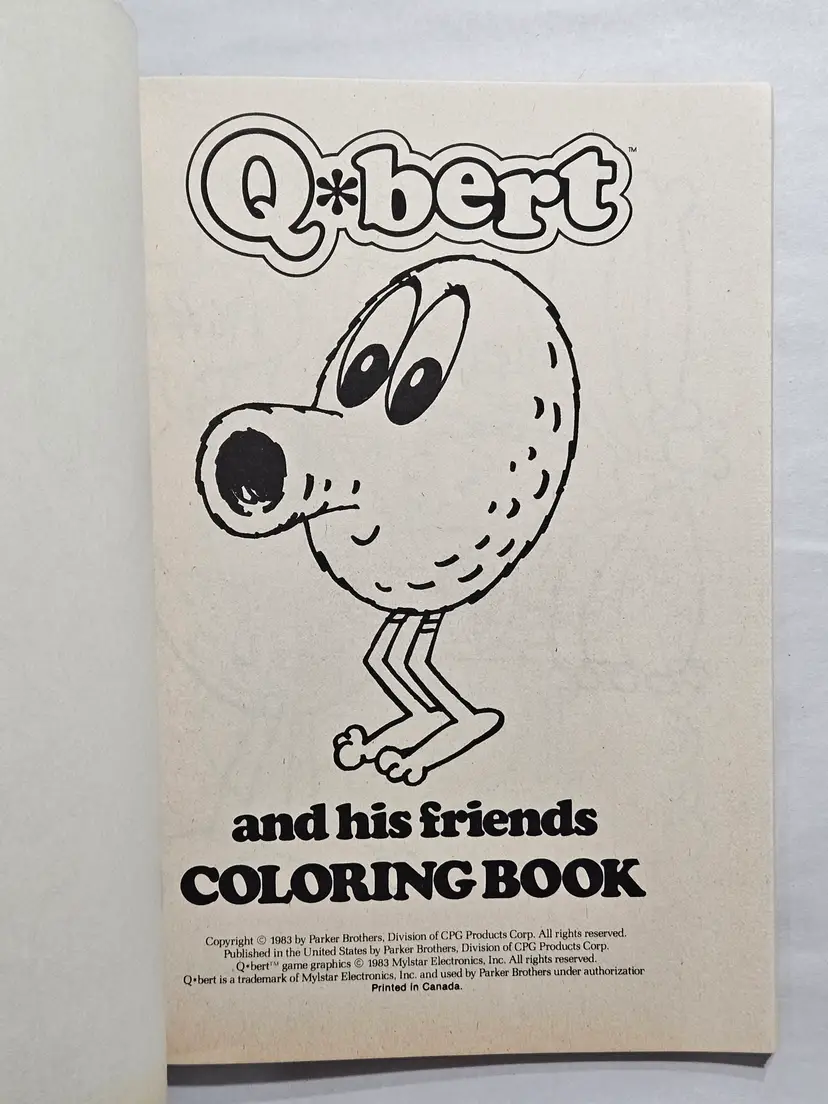 Q*bert™
and his friends
COLORING BOOK
Copyright © 1983 by Parker Brothers, Division of CPG Products Corp. All rights reserved.
Published in the United States by Parker Brothers, Division of CPG Products Corp.
Q*bert™ game graphics © 1983 Mylstar Electronics, Inc. All rights reserved.
Q*bert is a trademark of Mylstar Electronics, Inc. and used by Parker Brothers under authorization
Printed in Canada.